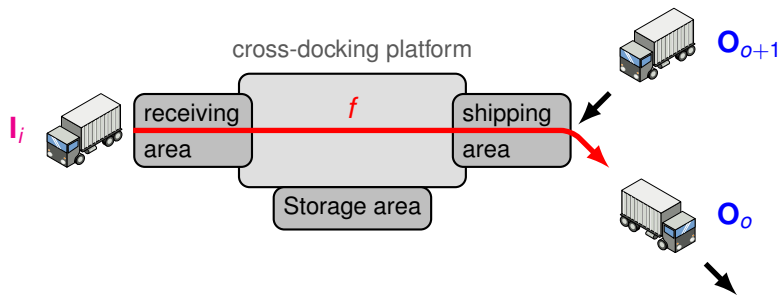 cross-docking platform
O_{o+1}
receiving area
f
shipping area
I_i
Storage area
O_o